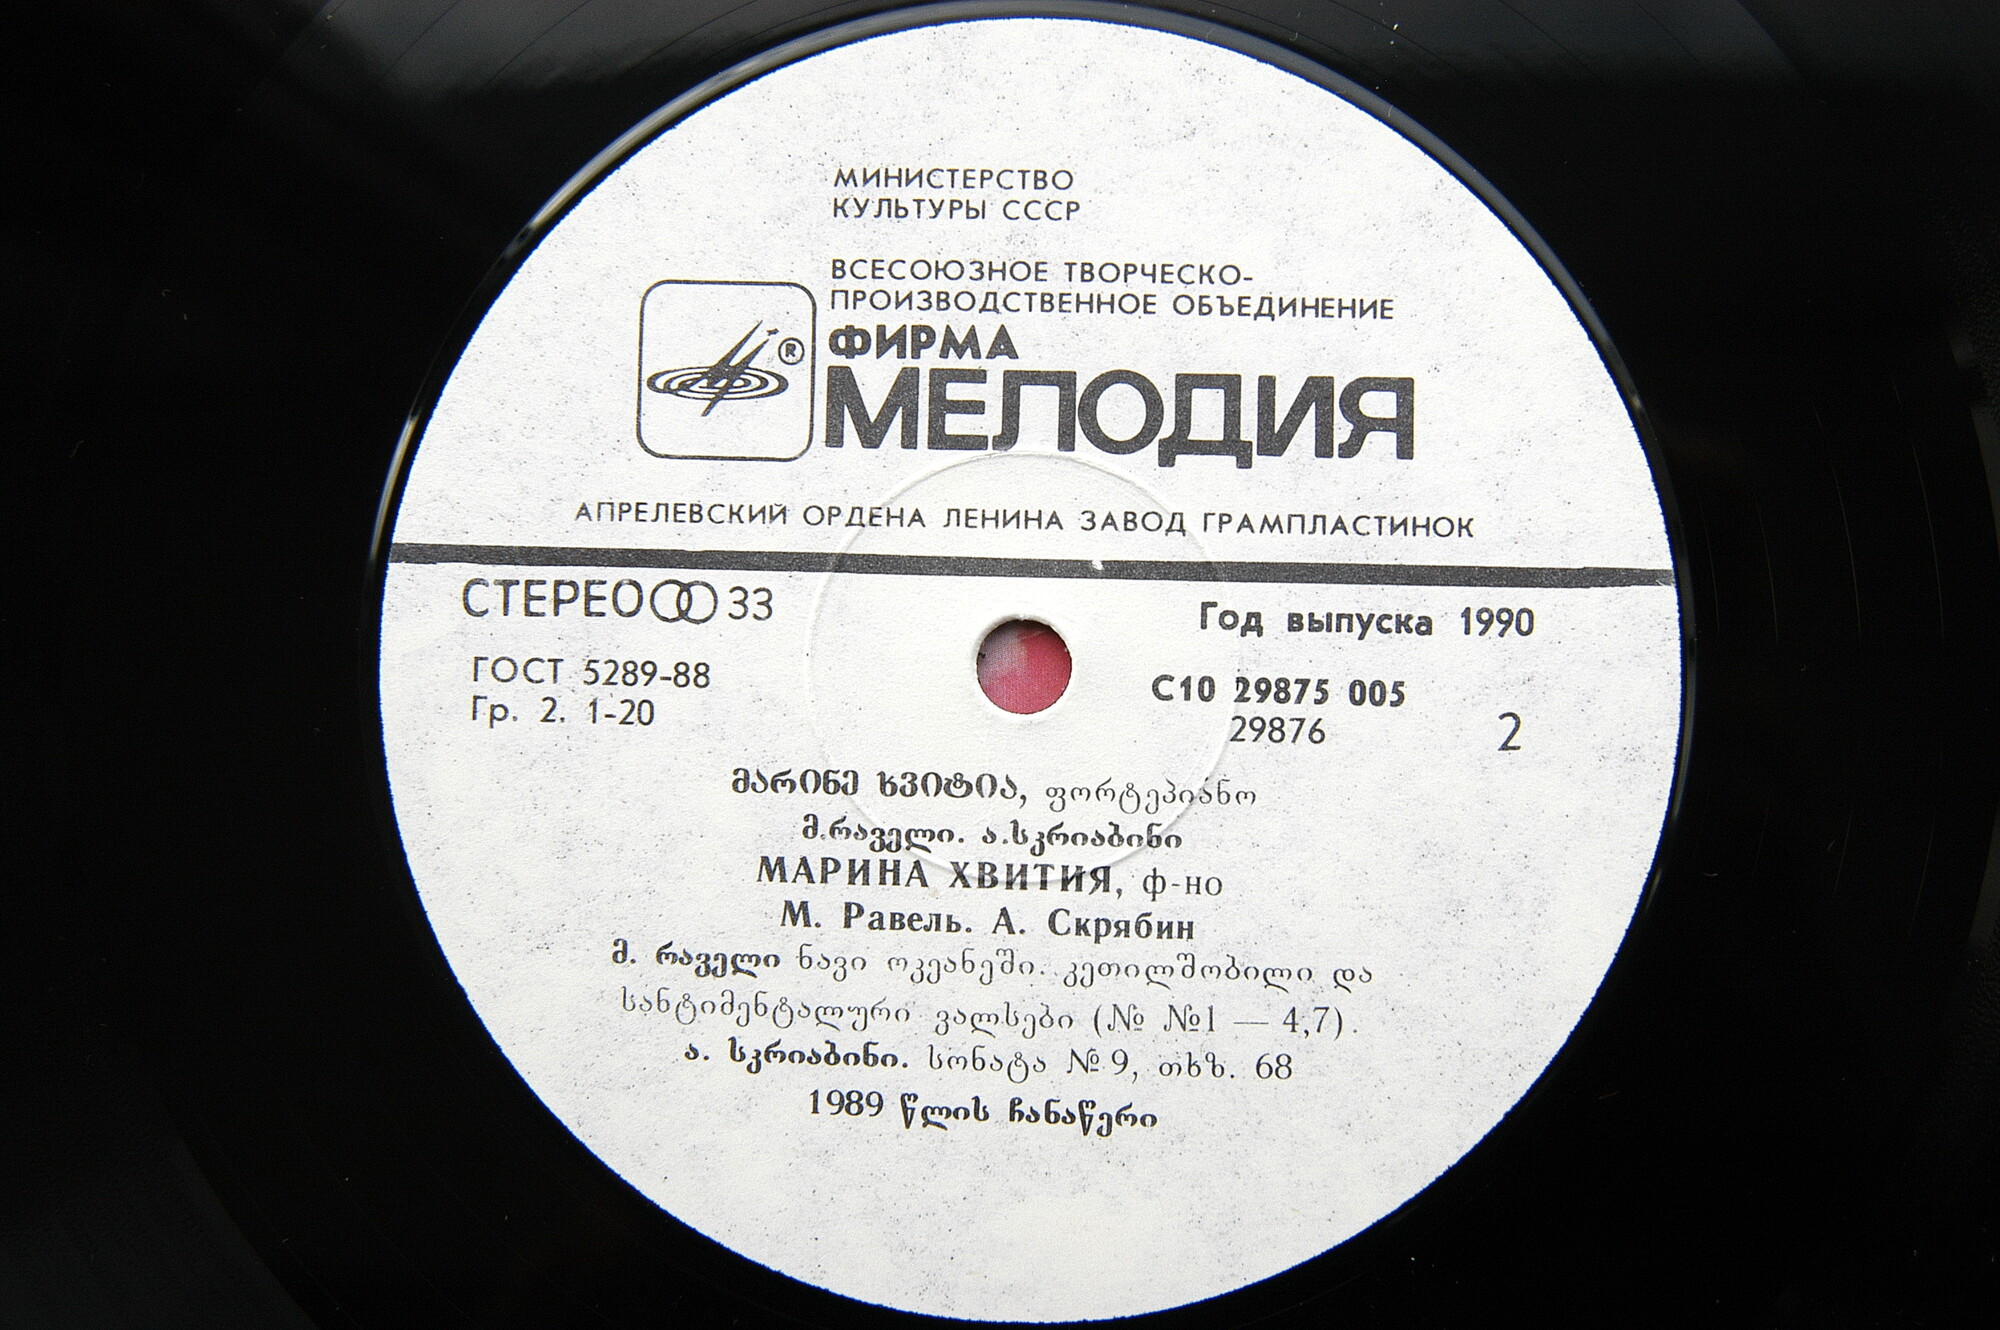 МИНИСТЕРСТВО
КУЛЬТУРЫ СССР
ВСЕСОЮЗНОЕ ТВОРЧЕСКО-
ПРОИЗВОДСТВЕННОЕ ОБЪЕДИНЕНИЕ
®
ФИРМА
МЕЛОДИЯ
АПРЕЛЕВСКИЙ ОРДЕНА ЛЕНИНА ЗАВОД ГРАМПЛАСТИНОК
СТЕРЕО 33
Год выпуска 1990
ГОСТ 5289-88
Гр. 2. 1-20
С10 29875 005
29876
2
მარინე ხვიტია, ფორტეპიანო
მ.რაველი. ა.სკრიაბინი
МАРИНА ХВИТИЯ, ф-но
М. Равель. А. Скрябин
მ. რაველი ნავი ოკეანეში. კეთილშობილი და
სანტიმენტალური ვალსები (№ №1 — 4,7).
ა. სკრიაბინი. სონატა № 9, თხზ. 68
1989 წლის ჩანაწერი